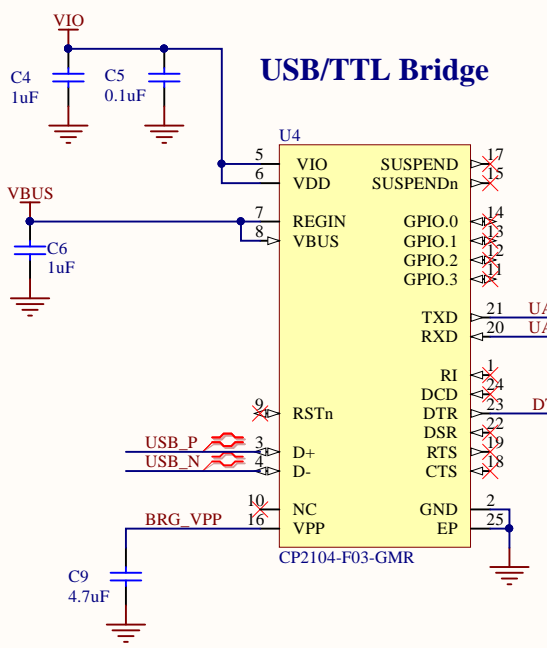 VIO
C4
1uF
C5
0.1uF
USB/TTL Bridge
U4
5 VIO SUSPEND 17
6 VDD SUSPENDn 15
VBUS
7 REGIN GPIO.0 14
8 VBUS GPIO.1 13
GPIO.2 12
GPIO.3 11
C6
1uF
TXD 21 UA
RXD 20 UA
RI 1
DCD 24
9 RSTn DTR 23 DT
DSR 22
USB_P 3 D+ RTS 19
USB_N 4 D- CTS 18
10 NC GND 2
BRG_VPP 16 VPP EP 25
CP2104-F03-GMR
C9
4.7uF